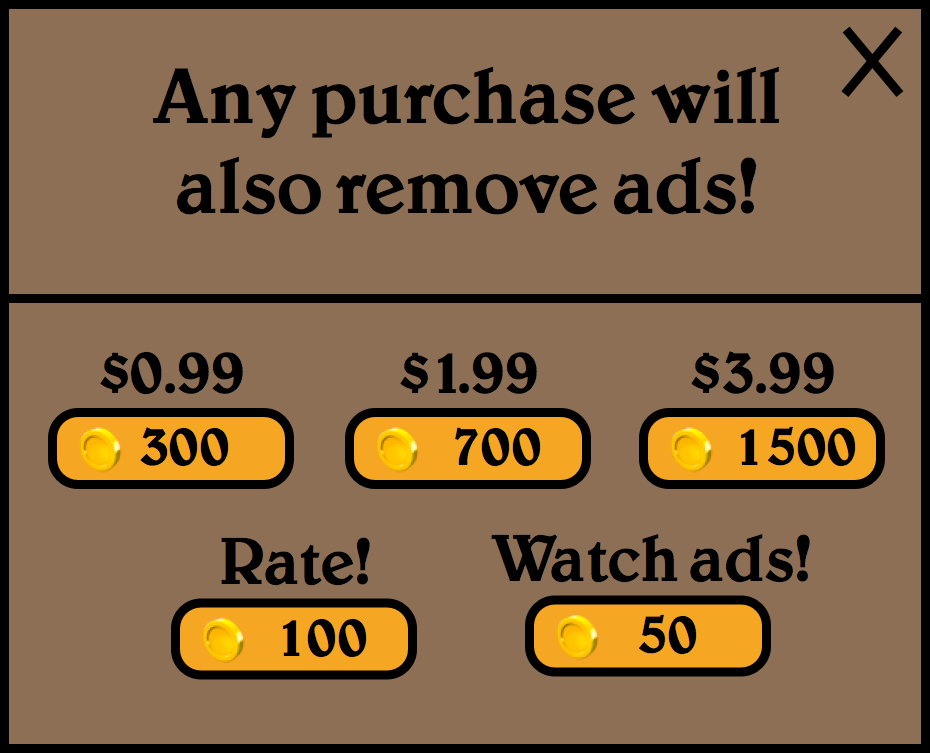 Any purchase will
also remove ads!
$0.99 $1.99 $3.99
300 700 1500
Rate! Watch ads!
100 50